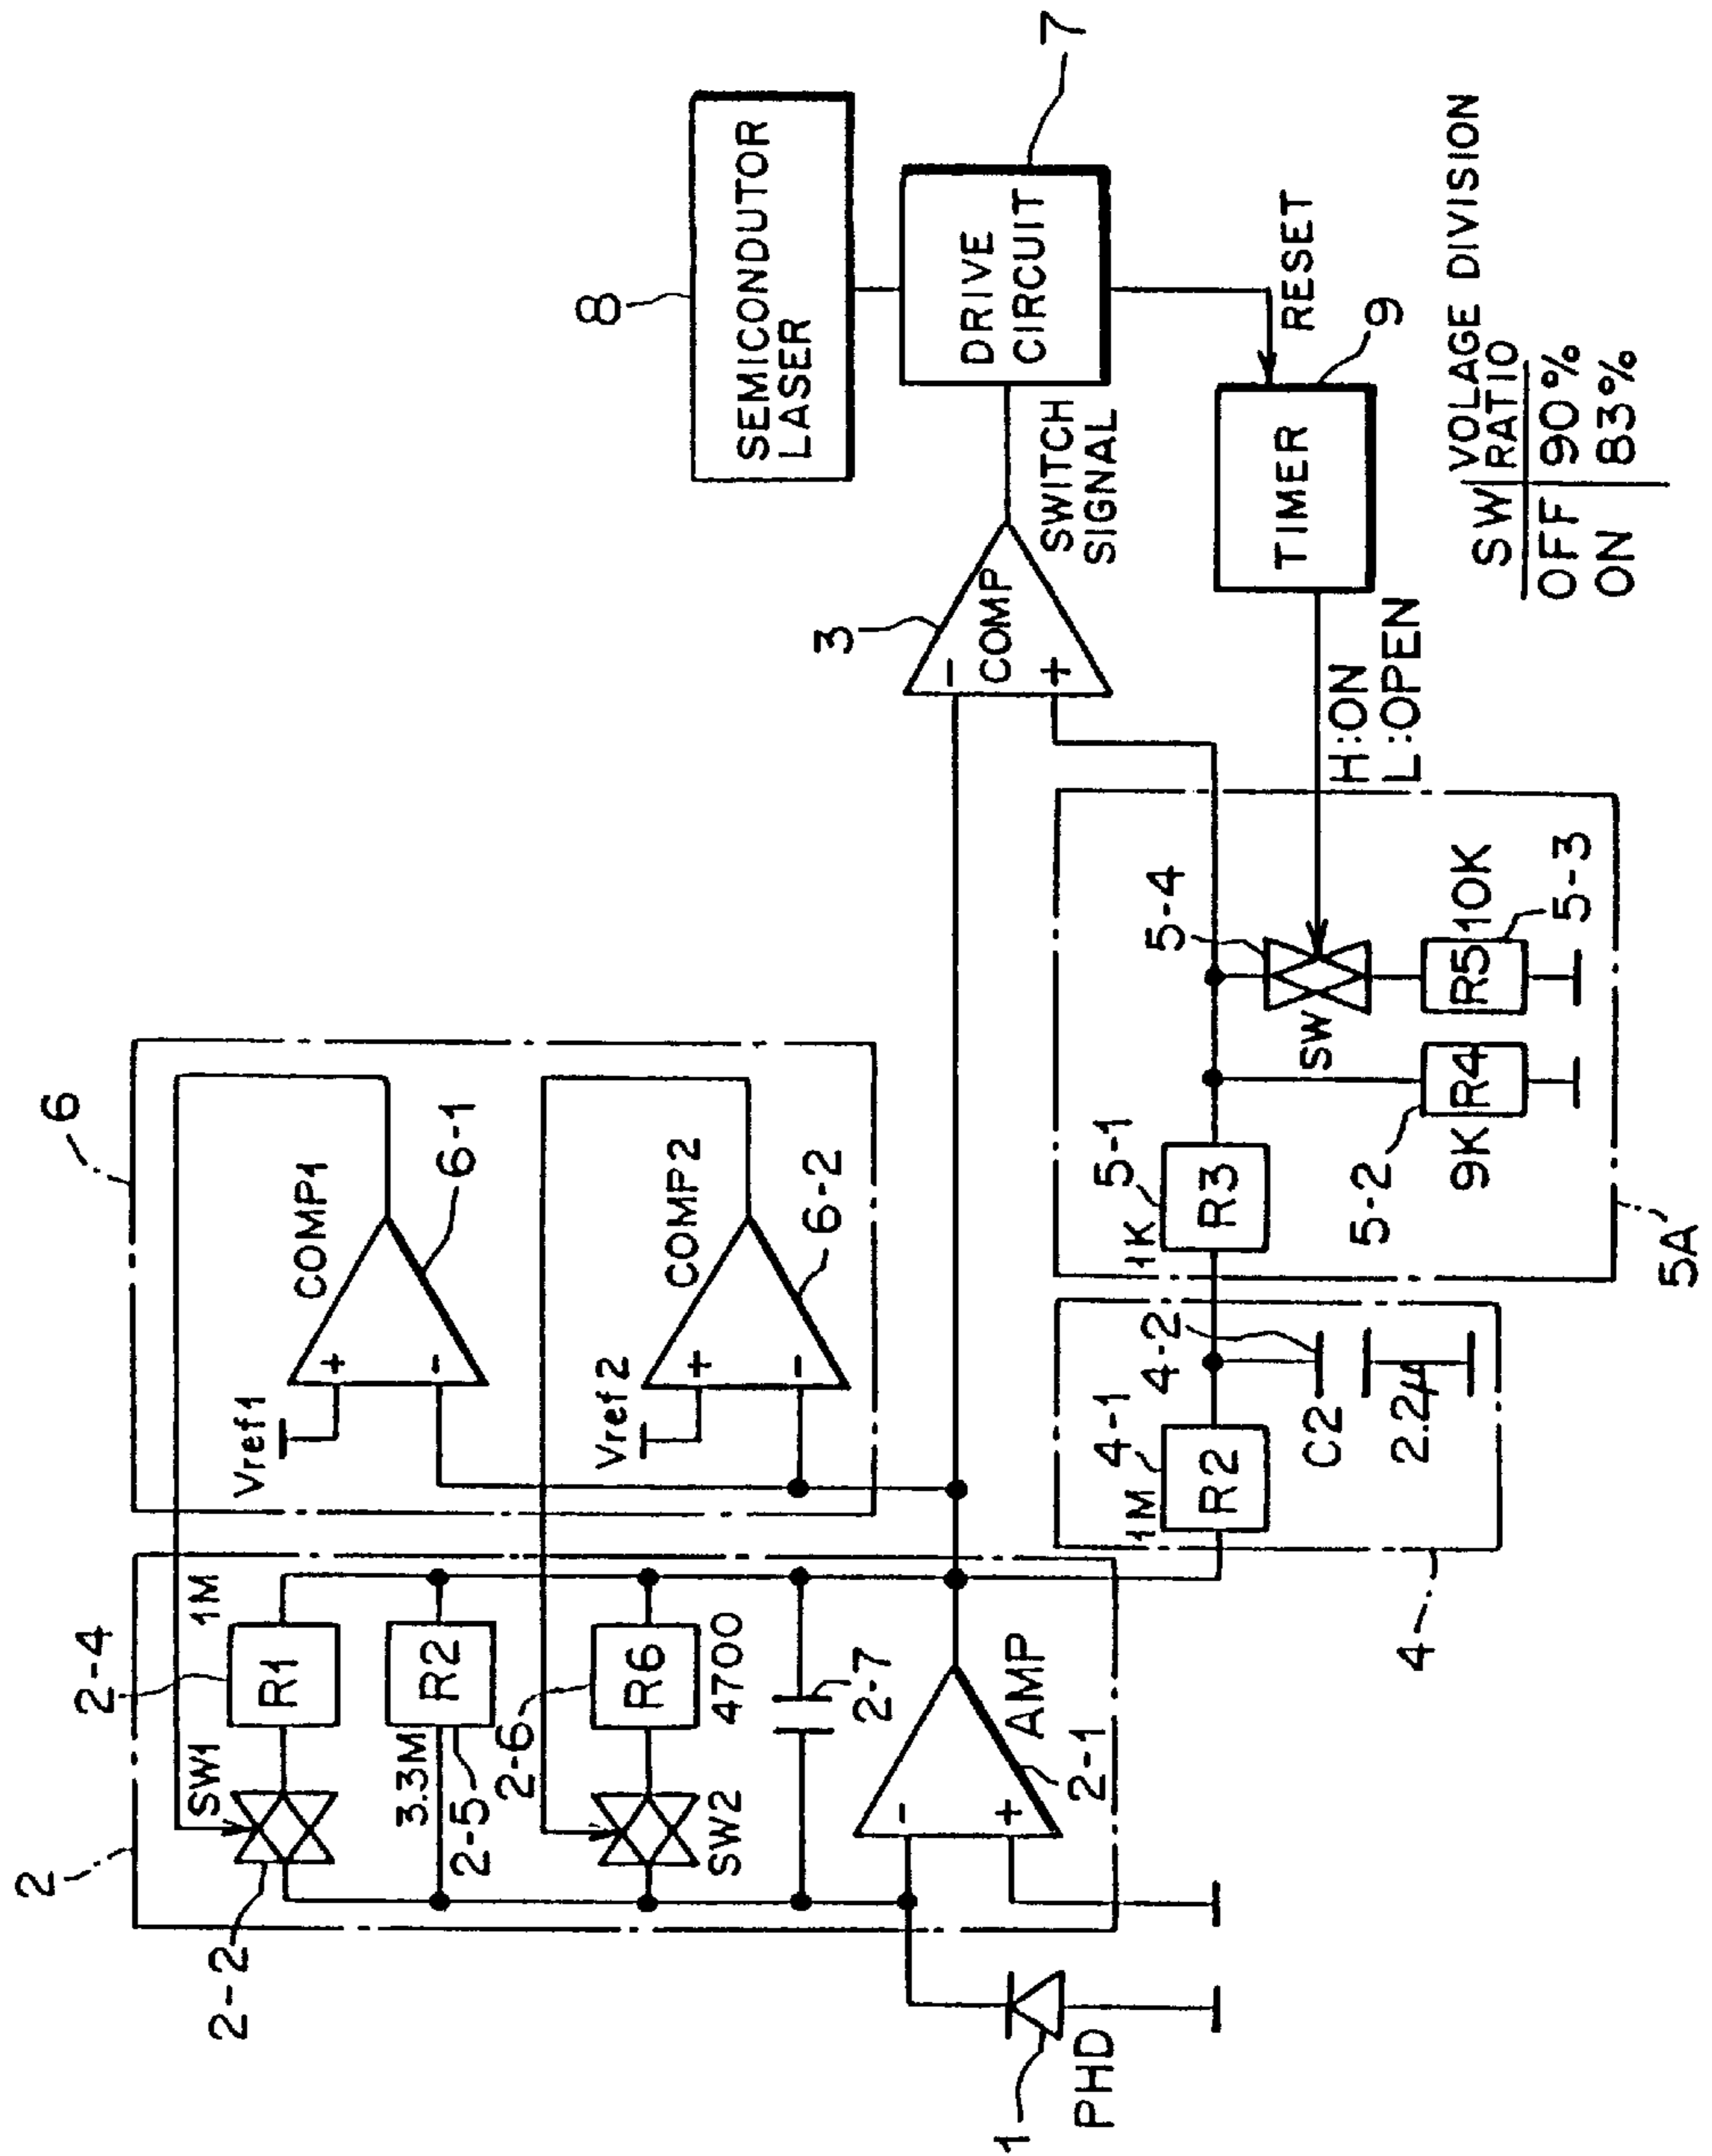 2
2-2
SW1
2-4
1M
R1
3.3M
R2
2-5
2-6
R6
4700
SW2
2-7
AMP
2-1
-
+
1
PHD
6
Vref1
COMP1
+
-
6-1
Vref2
COMP2
+
-
6-2
4
4-1
1M
R2
4-2
C2
2.2μ
5A
5-1
1K
R3
5-2
9K
R4
5-4
SW
R5
10K
5-3
3
-
COMP
+
SWITCH
SIGNAL
8
SEMICONDUTOR
LASER
DRIVE
CIRCUIT
7
RESET
9
TIMER
H:ON
L:OPEN
SW VOLAGE DIVISION
RATIO
OFF 90%
ON 83%